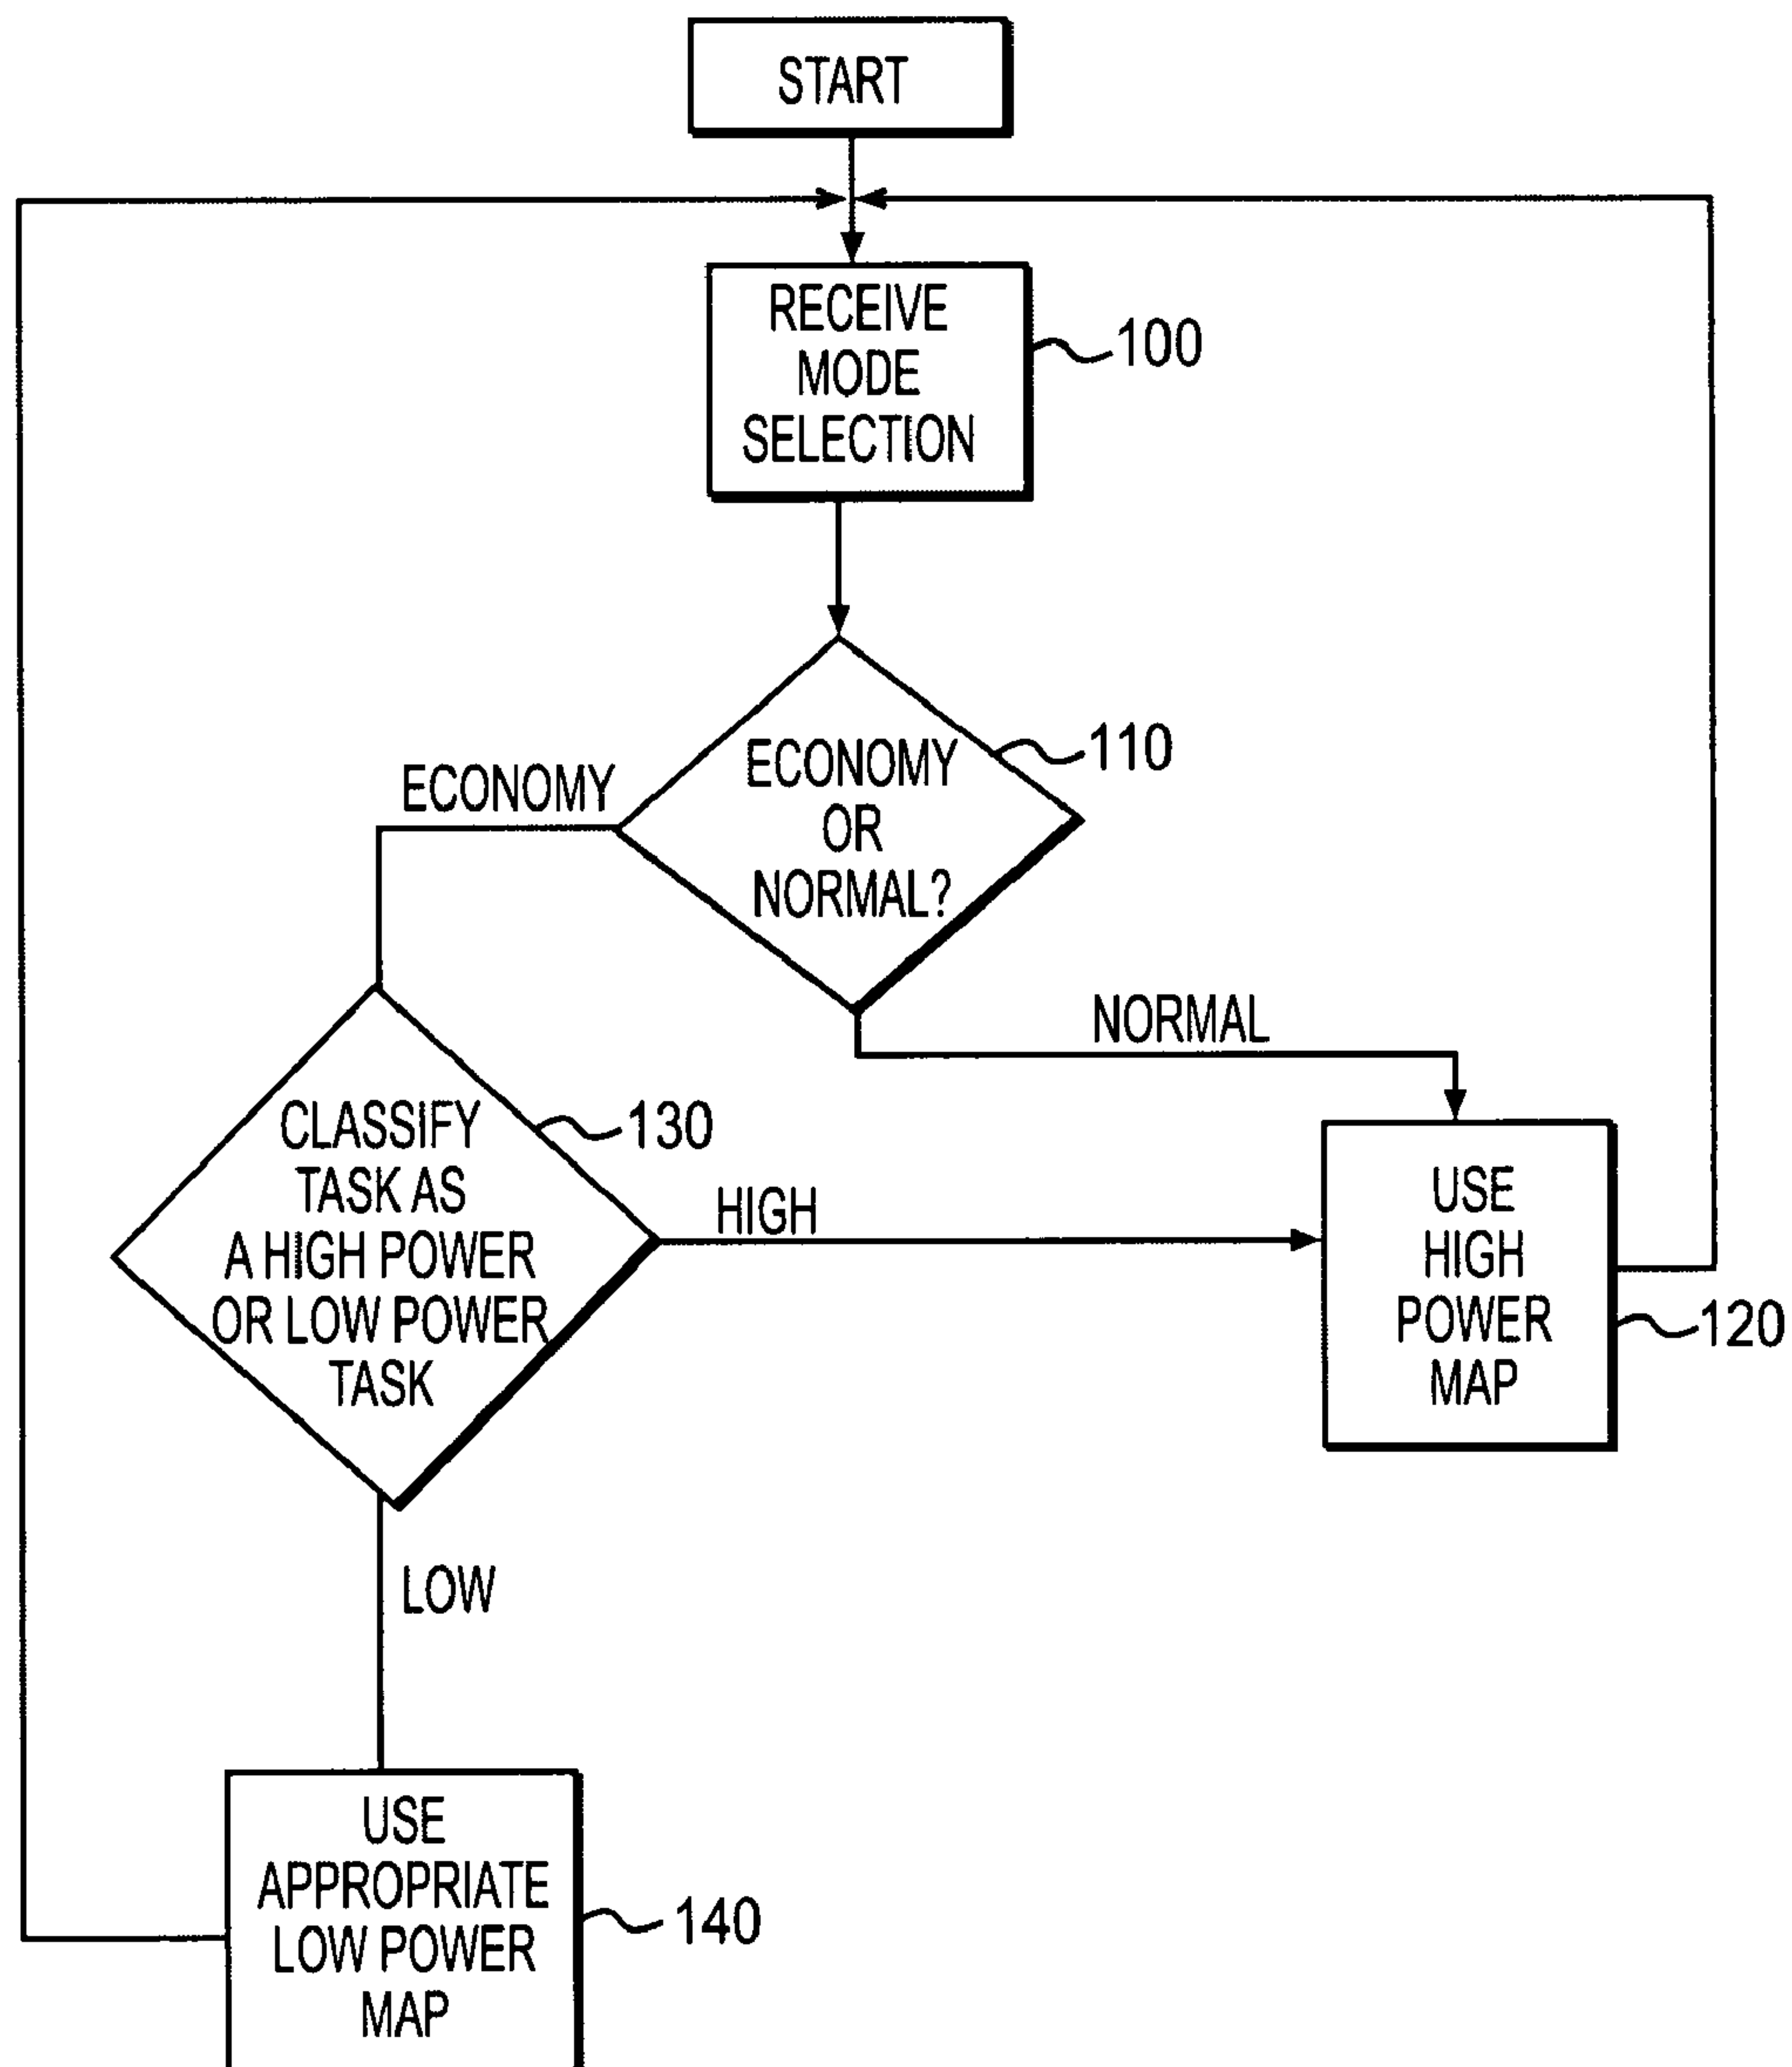 START
RECEIVE
MODE
SELECTION
100
ECONOMY
OR
NORMAL?
110
ECONOMY
NORMAL
CLASSIFY
TASK AS
A HIGH POWER
OR LOW POWER
TASK
130
HIGH
USE
HIGH
POWER
MAP
120
LOW
USE
APPROPRIATE
LOW POWER
MAP
140